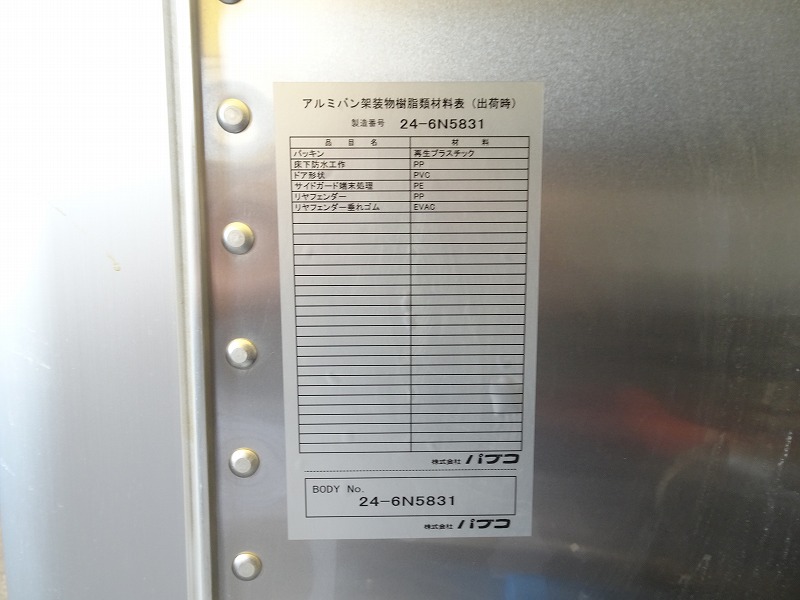 アルミバン架装物樹脂類材料表（出荷時）
製造番号 24-6N5831
品目名 材料
パッキン 再生プラスチック
床下防水工作 PP
ドア形状 PVC
サイドガード端末処理 PE
リヤフェンダー PP
リヤフェンダー垂れゴム EVAC
株式会社 パブコ
BODY No.
24-6N5831
株式会社 パブコ